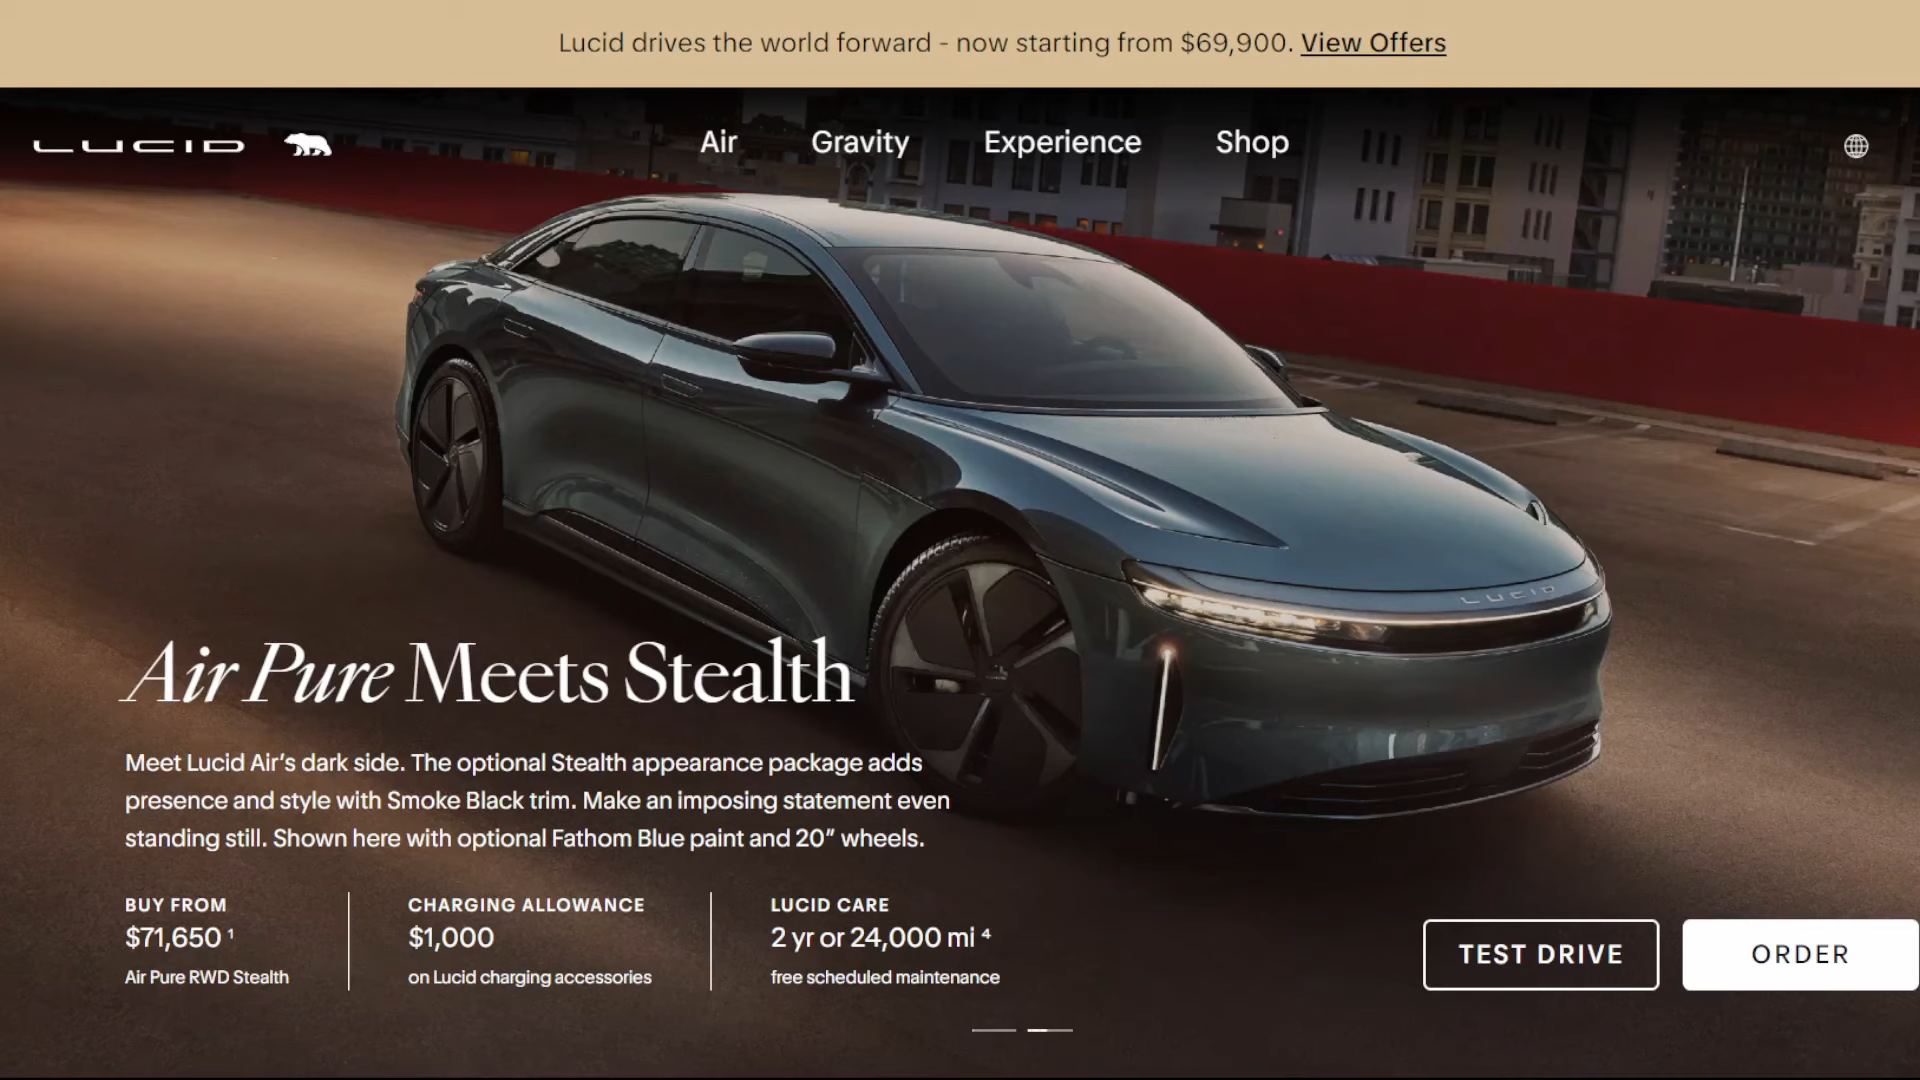 Lucid drives the world forward - now starting from $69,900. View Offers
LUCID
Air Gravity Experience Shop
LUCID
Air Pure Meets Stealth
Meet Lucid Air’s dark side. The optional Stealth appearance package adds
presence and style with Smoke Black trim. Make an imposing statement even
standing still. Shown here with optional Fathom Blue paint and 20” wheels.
BUY FROM
$71,650 ¹
Air Pure RWD Stealth
CHARGING ALLOWANCE
$1,000
on Lucid charging accessories
LUCID CARE
2 yr or 24,000 mi ⁴
free scheduled maintenance
TEST DRIVE
ORDER